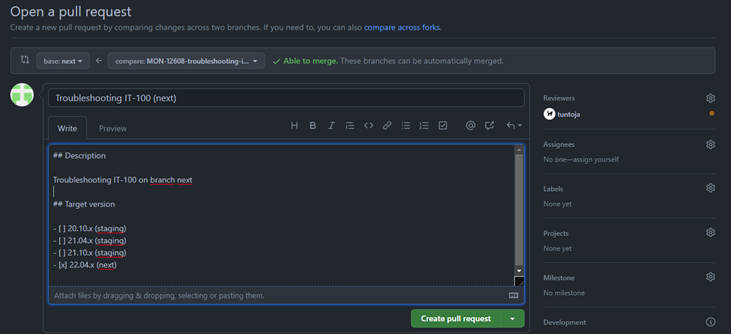 Open a pull request
Create a new pull request by comparing changes across two branches. If you need to, you can also compare across forks.
base: next
compare: MON-12608-troubleshooting-i...
Able to merge. These branches can be automatically merged.
Troubleshooting IT-100 (next)
Write
Preview
## Description
Troubleshooting IT-100 on branch next
## Target version
- [ ] 20.10.x (staging)
- [ ] 21.04.x (staging)
- [ ] 21.10.x (staging)
- [x] 22.04.x (next)
Attach files by dragging & dropping, selecting or pasting them.
Create pull request
Reviewers
tuntoja
Assignees
No one—assign yourself
Labels
None yet
Projects
None yet
Milestone
No milestone
Development